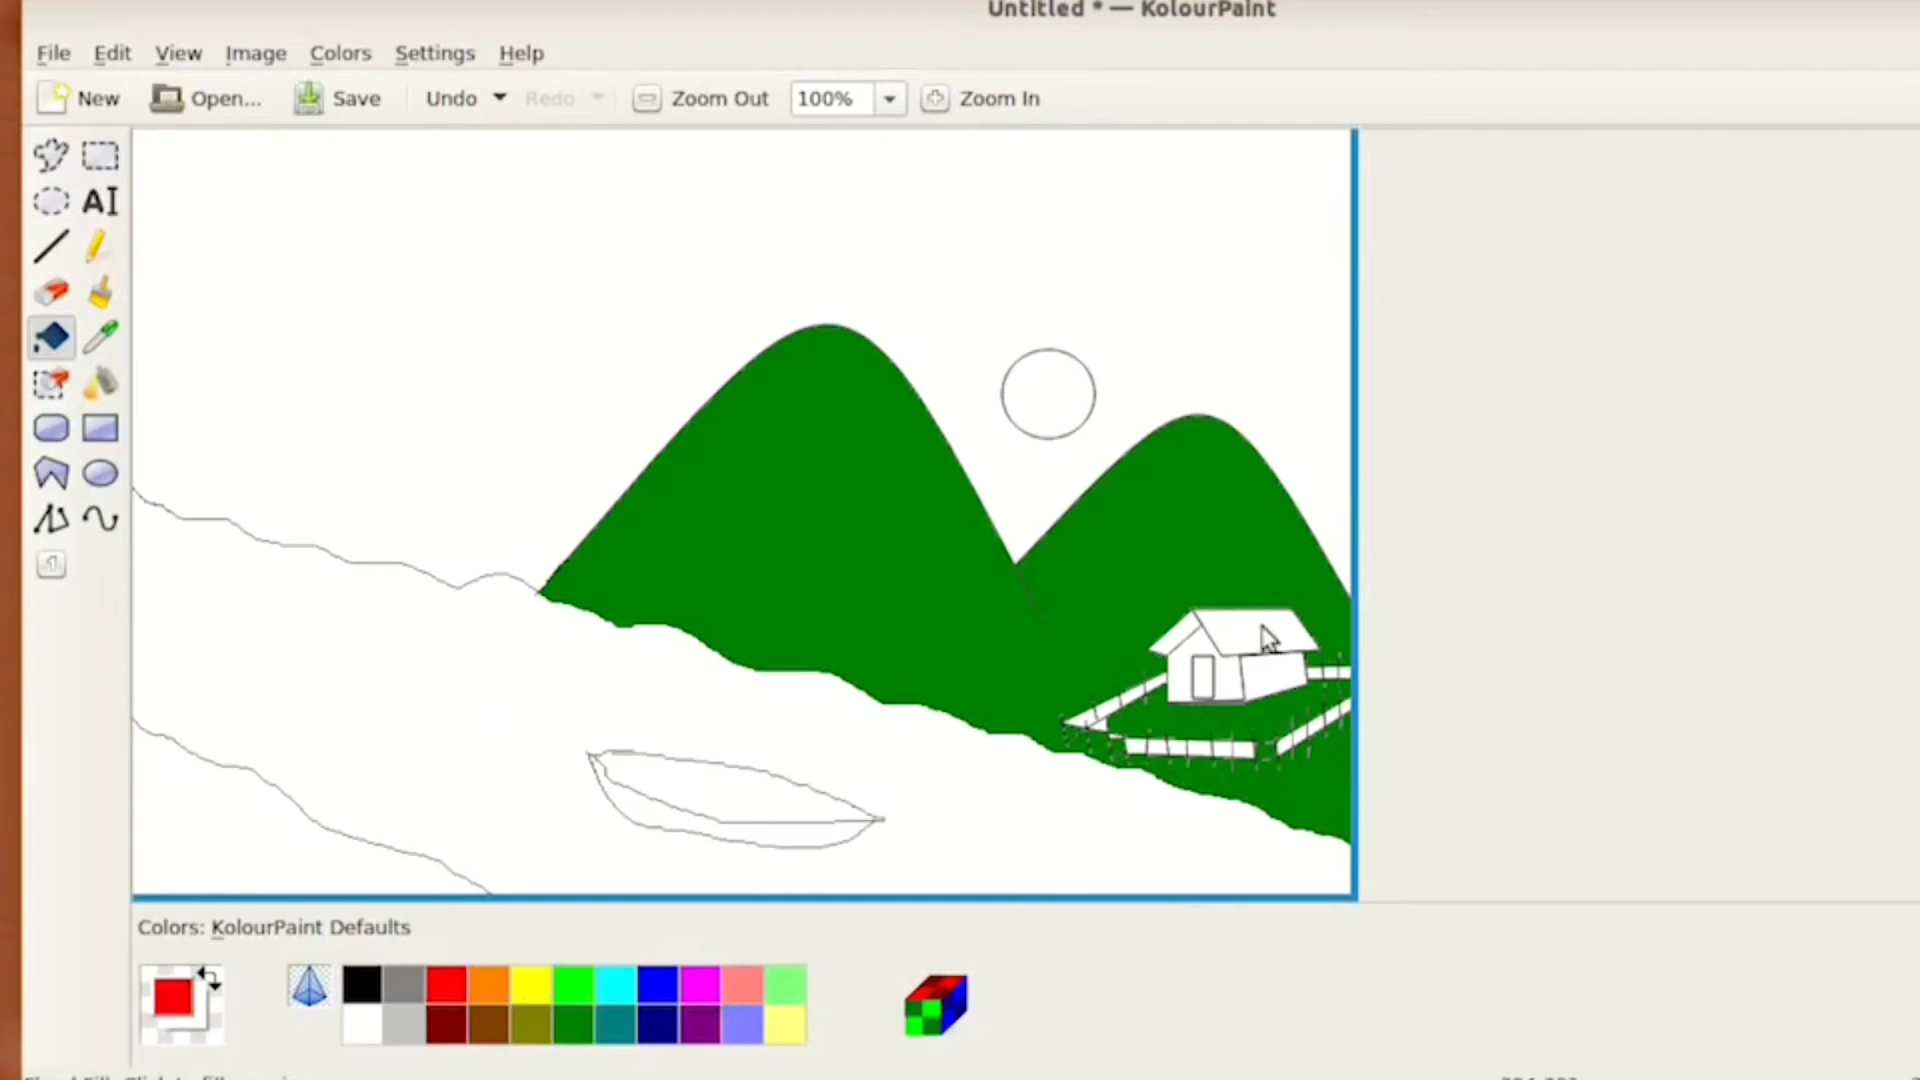 Untitled * — KolourPaint
File Edit View Image Colors Settings Help
New Open... Save Undo Redo Zoom Out 100% Zoom In
AI
Colors: KolourPaint Defaults